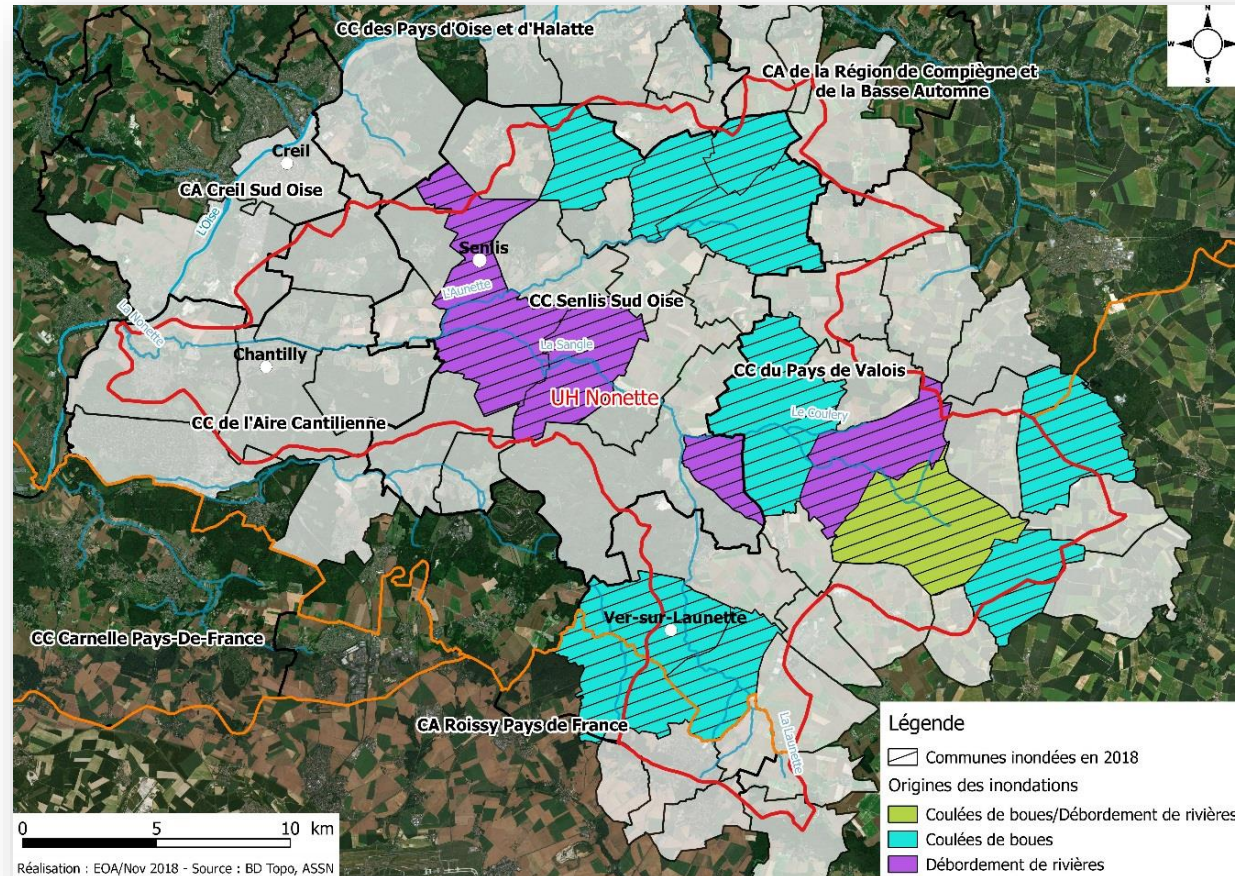 N
W
E
S
CC des Pays d'Oise et d'Halatte
CA de la Région de Compiègne et
de la Basse Automne
Creil
CA Creil Sud Oise
L'Oise
Senlis
L'Aunette
CC Senlis Sud Oise
La Nonette
La Sangle
Chantilly
CC du Pays de Valois
UH Nonette
Le Coulery
CC de l'Aire Cantilienne
Ver-sur-Launette
CC Carnelle Pays-De-France
CA Roissy Pays de France
La Launette
Légende
Communes inondées en 2018
Origines des inondations
Coulées de boues/Débordement de rivières
Coulées de boues
Débordement de rivières
0 5 10 km
Réalisation : EOA/Nov 2018 - Source : BD Topo, ASSN